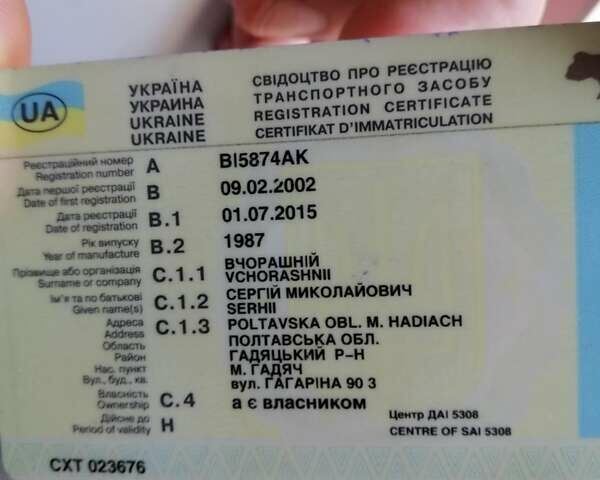 UA
УКРАЇНА
УКРАИНА
UKRAINE
UKRAINE
СВІДОЦТВО ПРО РЕЄСТРАЦІЮ
ТРАНСПОРТНОГО ЗАСОБУ
REGISTRATION CERTIFICATE
CERTIFIKAT D'IMMATRICULATION
Реєстраційний номер
Registration number A BI5874AK
Дата першої реєстрації
Date of first registration B 09.02.2002
Дата реєстрації
Date of registration B.1 01.07.2015
Рік випуску
Year of manufacture B.2 1987
Прізвище або організація
Surname or company C.1.1 ВЧОРАШНІЙ
VCHORASHNII
Ім'я та по батькові
Given name(s) C.1.2 СЕРГІЙ МИКОЛАЙОВИЧ
SERHII
Адреса
Address C.1.3 POLTAVSKA OBL. M. HADIACH
Область ПОЛТАВСЬКА ОБЛ.
Район ГАДЯЦЬКИЙ Р-Н
Нас. пункт М. ГАДЯЧ
Вул., буд., кв. вул. ГАГАРІНА 90 3
Власність
Ownership C.4 а є власником
Дійсне до
Period of validity H
Центр ДАІ 5308
CENTRE OF SAI 5308
CXT 023676